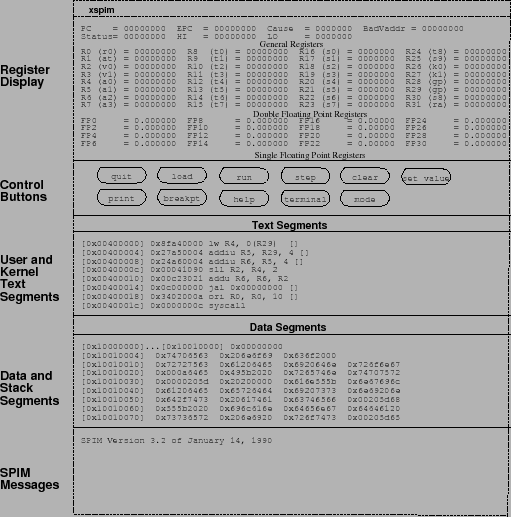 xspim
PC = 00000000 EPC = 00000000 Cause = 0000000 BadVaddr = 00000000
Status= 00000000 HI = 00000000 LO = 0000000
General Registers
R0 (r0) = 00000000 R8 (t0) = 00000000 R16 (s0) = 0000000 R24 (t8) = 00000000
R1 (at) = 00000000 R9 (t1) = 00000000 R17 (s1) = 0000000 R25 (s9) = 00000000
R2 (v0) = 00000000 R10 (t2) = 00000000 R18 (s2) = 0000000 R26 (k0) = 00000000
R3 (v1) = 00000000 R11 (t3) = 00000000 R19 (s3) = 0000000 R27 (k1) = 00000000
R4 (a0) = 00000000 R12 (t4) = 00000000 R20 (s4) = 0000000 R28 (gp) = 00000000
R5 (a1) = 00000000 R13 (t5) = 00000000 R21 (s5) = 0000000 R29 (gp) = 00000000
R6 (a2) = 00000000 R14 (t6) = 00000000 R22 (s6) = 0000000 R30 (s8) = 00000000
R7 (a3) = 00000000 R15 (t7) = 00000000 R23 (s7) = 0000000 R31 (ra) = 00000000
Register
Display
Double Floating Point Registers
FP0 = 0.000000 FP8 = 0.000000 FP16 = 0.00000 FP24 = 0.000000
FP2 = 0.000000 FP10 = 0.000000 FP18 = 0.00000 FP26 = 0.000000
FP4 = 0.000000 FP12 = 0.000000 FP20 = 0.00000 FP28 = 0.000000
FP6 = 0.000000 FP14 = 0.000000 FP22 = 0.00000 FP30 = 0.000000
Single Floating Point Registers
Control
Buttons
quit load run step clear set value
print breakpt help terminal mode
Text Segments
User and
Kernel
Text
Segments
[0x00400000] 0x8fa40000 lw R4, 0(R29) []
[0x00400004] 0x27a50004 addiu R5, R29, 4 []
[0x00400008] 0x24a60004 addiu R6, R5, 4 []
[0x0040000c] 0x00041090 sll R2, R4, 2
[0x00400010] 0x00c23021 addu R6, R6, R2
[0x00400014] 0x0c000000 jal 0x00000000 []
[0x00400018] 0x3402000a ori R0, R0, 10 []
[0x0040001c] 0x0000000c syscall
Data Segments
Data and
Stack
Segments
[0x10000000]...[0x10010000] 0x00000000
[0x10010004] 0x74706563 0x206e6f69 0x636f2000
[0x10010010] 0x72727563 0x61206465 0x6920646e 0x726f6e67
[0x10010020] 0x000a6465 0x495b2020 0x7265746e 0x74707572
[0x10010030] 0x0000205d 0x20200000 0x616e555b 0x6e67696c
[0x10010040] 0x61206465 0x65726464 0x69207373 0x6e69206e
[0x10010050] 0x642f7473 0x20617461 0x63746566 0x00205d68
[0x10010060] 0x555b2020 0x696c616e 0x64656e67 0x64646120
[0x10010070] 0x73736572 0x206e6920 0x726f7473 0x00205d65
SPIM
Messages
SPIM Version 3.2 of January 14, 1990